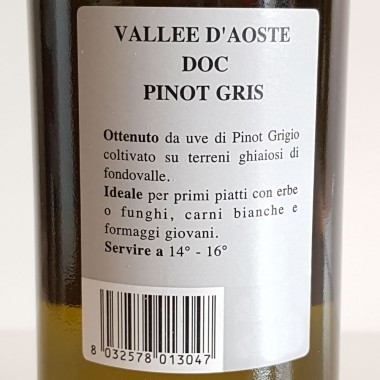 VALLEE D'AOSTE
DOC
PINOT GRIS
Ottenuto da uve di Pinot Grigio
coltivato su terreni ghiaiosi di
fondovalle.
Ideale per primi piatti con erbe
o funghi, carni bianche e
formaggi giovani.
Servire a 14° - 16°
8 032578 013047